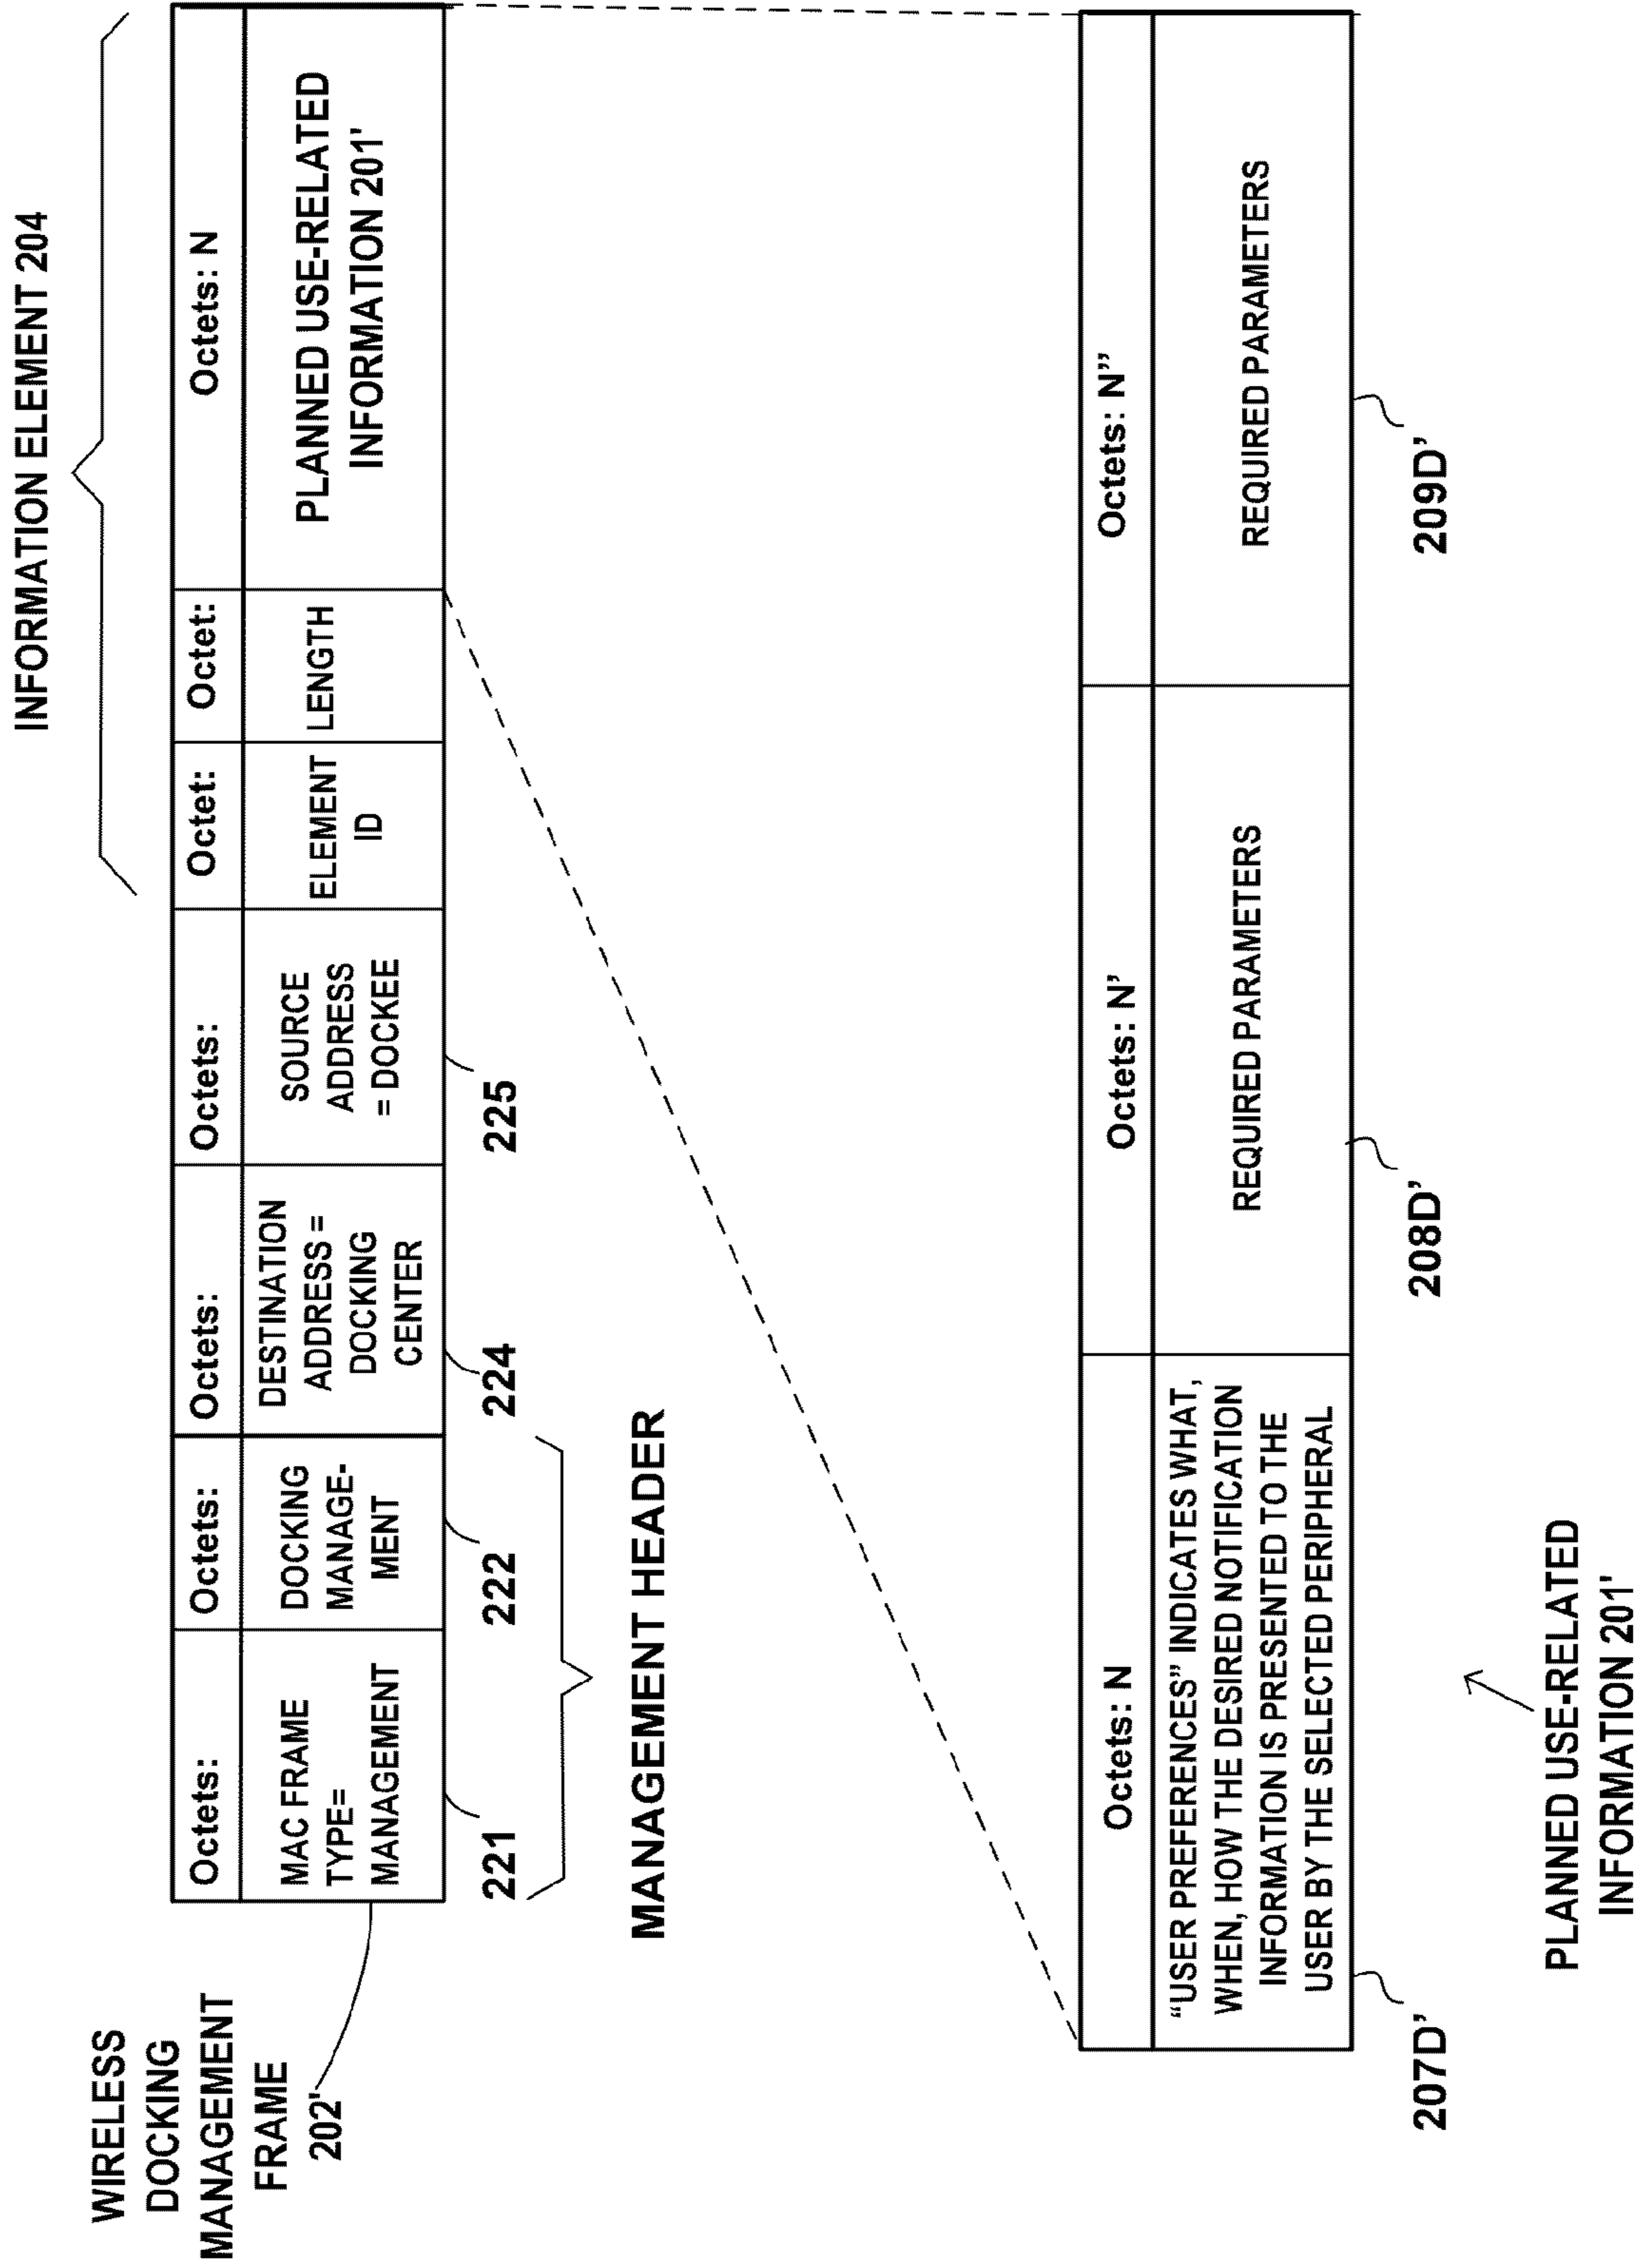 INFORMATION ELEMENT 204
WIRELESS
DOCKING
MANAGEMENT
FRAME
202'
Octets:
Octets:
Octets:
Octets:
Octet:
Octet:
Octets: N
MAC FRAME
TYPE=
MANAGEMENT
DOCKING
MANAGE-
MENT
DESTINATION
ADDRESS =
DOCKING
CENTER
SOURCE
ADDRESS
= DOCKEE
ELEMENT
ID
LENGTH
PLANNED USE-RELATED
INFORMATION 201'
221
222
224
225
MANAGEMENT HEADER
Octets: N
Octets: N’
Octets: N”
“USER PREFERENCES” INDICATES WHAT,
WHEN, HOW THE DESIRED NOTIFICATION
INFORMATION IS PRESENTED TO THE
USER BY THE SELECTED PERIPHERAL
REQUIRED PARAMETERS
REQUIRED PARAMETERS
207D’
208D’
209D’
PLANNED USE-RELATED
INFORMATION 201'